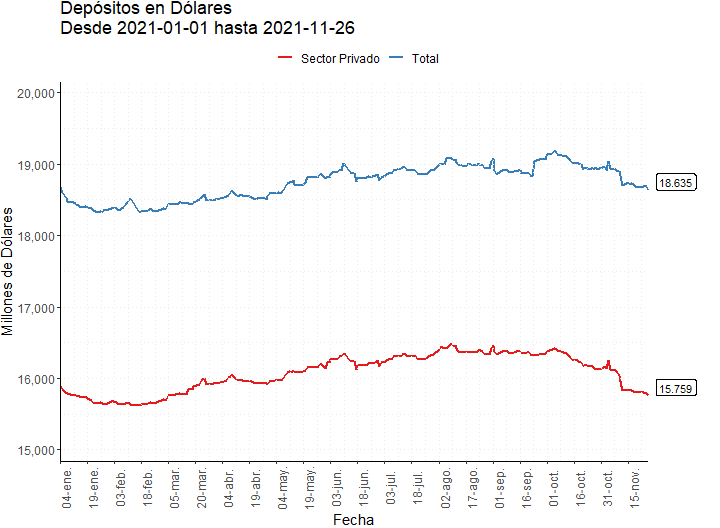 Depósitos en Dólares
Desde 2021-01-01 hasta 2021-11-26
Sector Privado Total
Millones de Dólares
20,000
19,000
18,000
17,000
16,000
15,000
18.635
15.759
04-ene. 19-ene. 03-feb. 18-feb. 05-mar. 20-mar. 04-abr. 19-abr. 04-may. 19-may. 03-jun. 18-jun. 03-jul. 18-jul. 02-ago. 17-ago. 01-sep. 16-sep. 01-oct. 16-oct. 31-oct. 15-nov.
Fecha